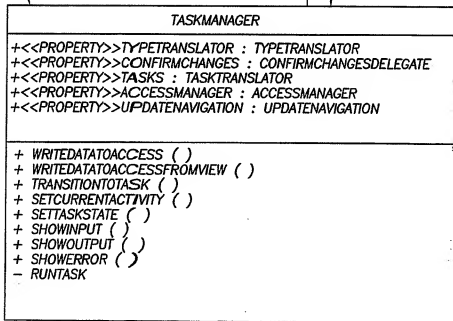 TASKMANAGER
+<<PROPERTY>>TYPETRANSLATOR : TYPETRANSLATOR
+<<PROPERTY>>CONFIRMCHANGES : CONFIRMCHANGESDELEGATE
+<<PROPERTY>>TASKS : TASKTRANSLATOR
+<<PROPERTY>>ACCESSMANAGER : ACCESSMANAGER
+<<PROPERTY>>UPDATENAVIGATION : UPDATENAVIGATION
+ WRITEDATATOACCESS ( )
+ WRITEDATATOACCESSFROMVIEW ( )
+ TRANSITIONTOTASK ( )
+ SETCURRENTACTIVITY ( )
+ SETTASKSTATE ( )
+ SHOWINPUT ( )
+ SHOWOUTPUT ( )
+ SHOWERROR ( )
- RUNTASK